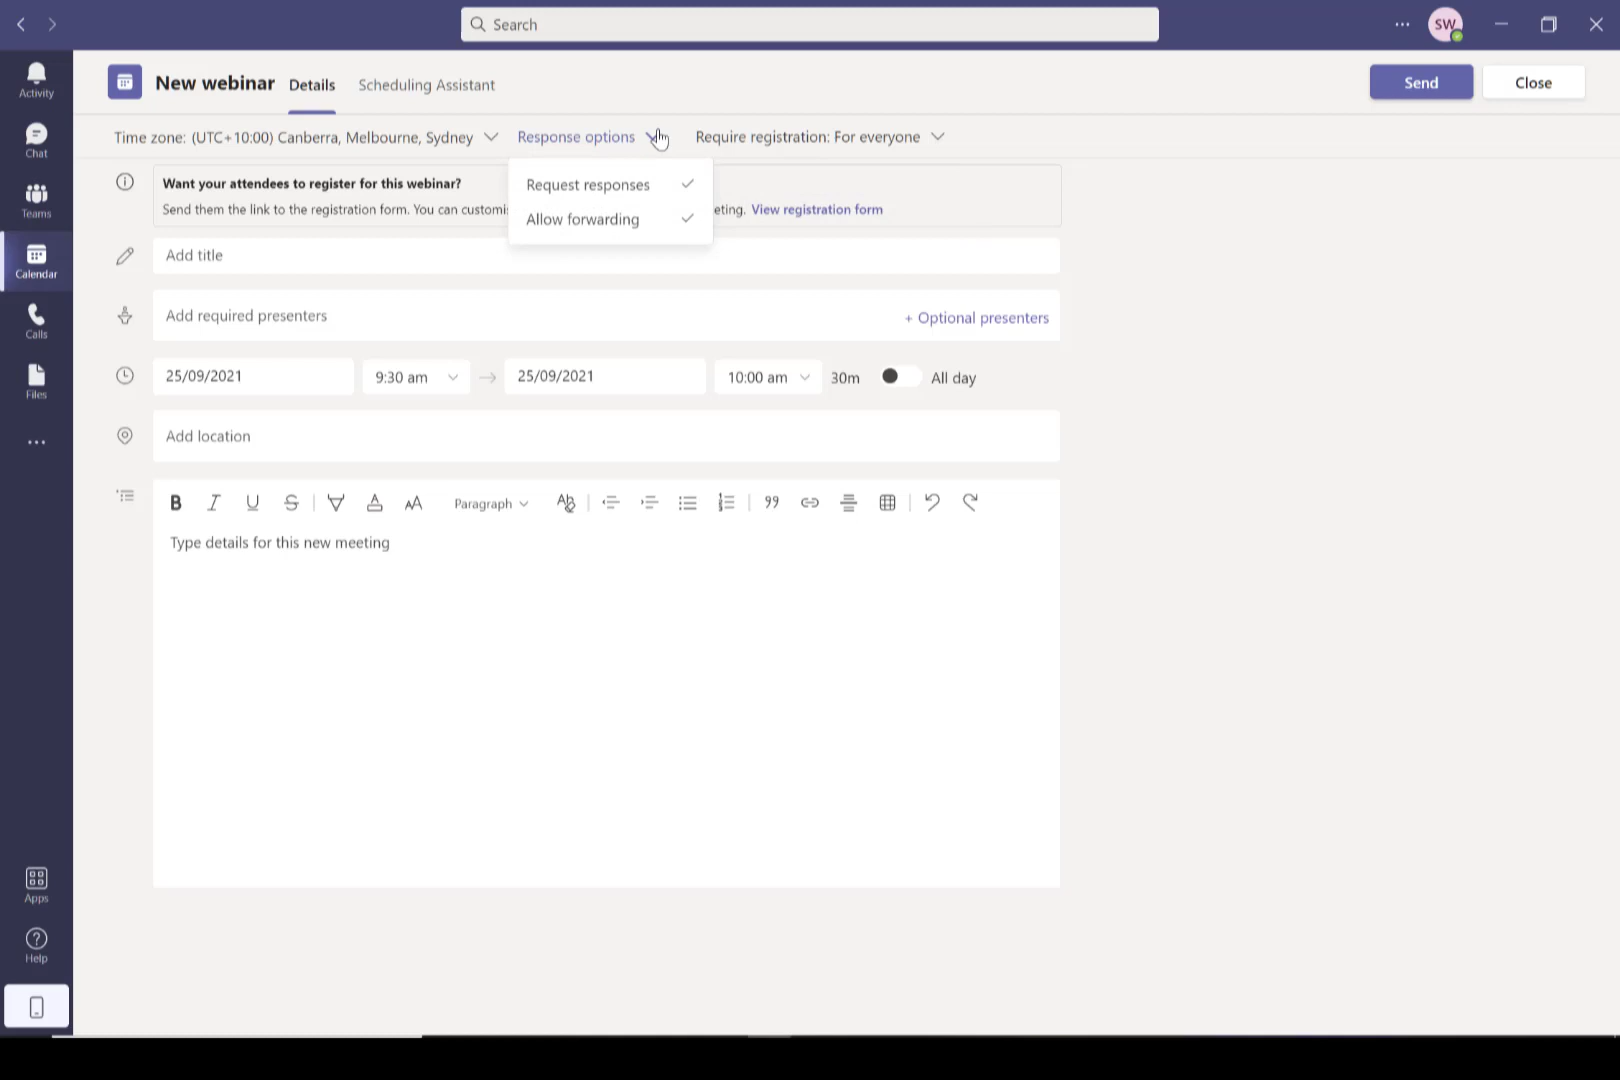 Search
SW
Activity
Chat
Teams
Calendar
Calls
Files
Apps
Help
New webinar
Details
Scheduling Assistant
Send
Close
Time zone: (UTC+10:00) Canberra, Melbourne, Sydney
Response options
Require registration: For everyone
Request responses
Allow forwarding
Want your attendees to register for this webinar?
Send them the link to the registration form. You can eting. View registration form
Add title
Add required presenters
+ Optional presenters
25/09/2021
9:30 am
25/09/2021
10:00 am
30m
All day
Add location
Paragraph
Type details for this new meeting